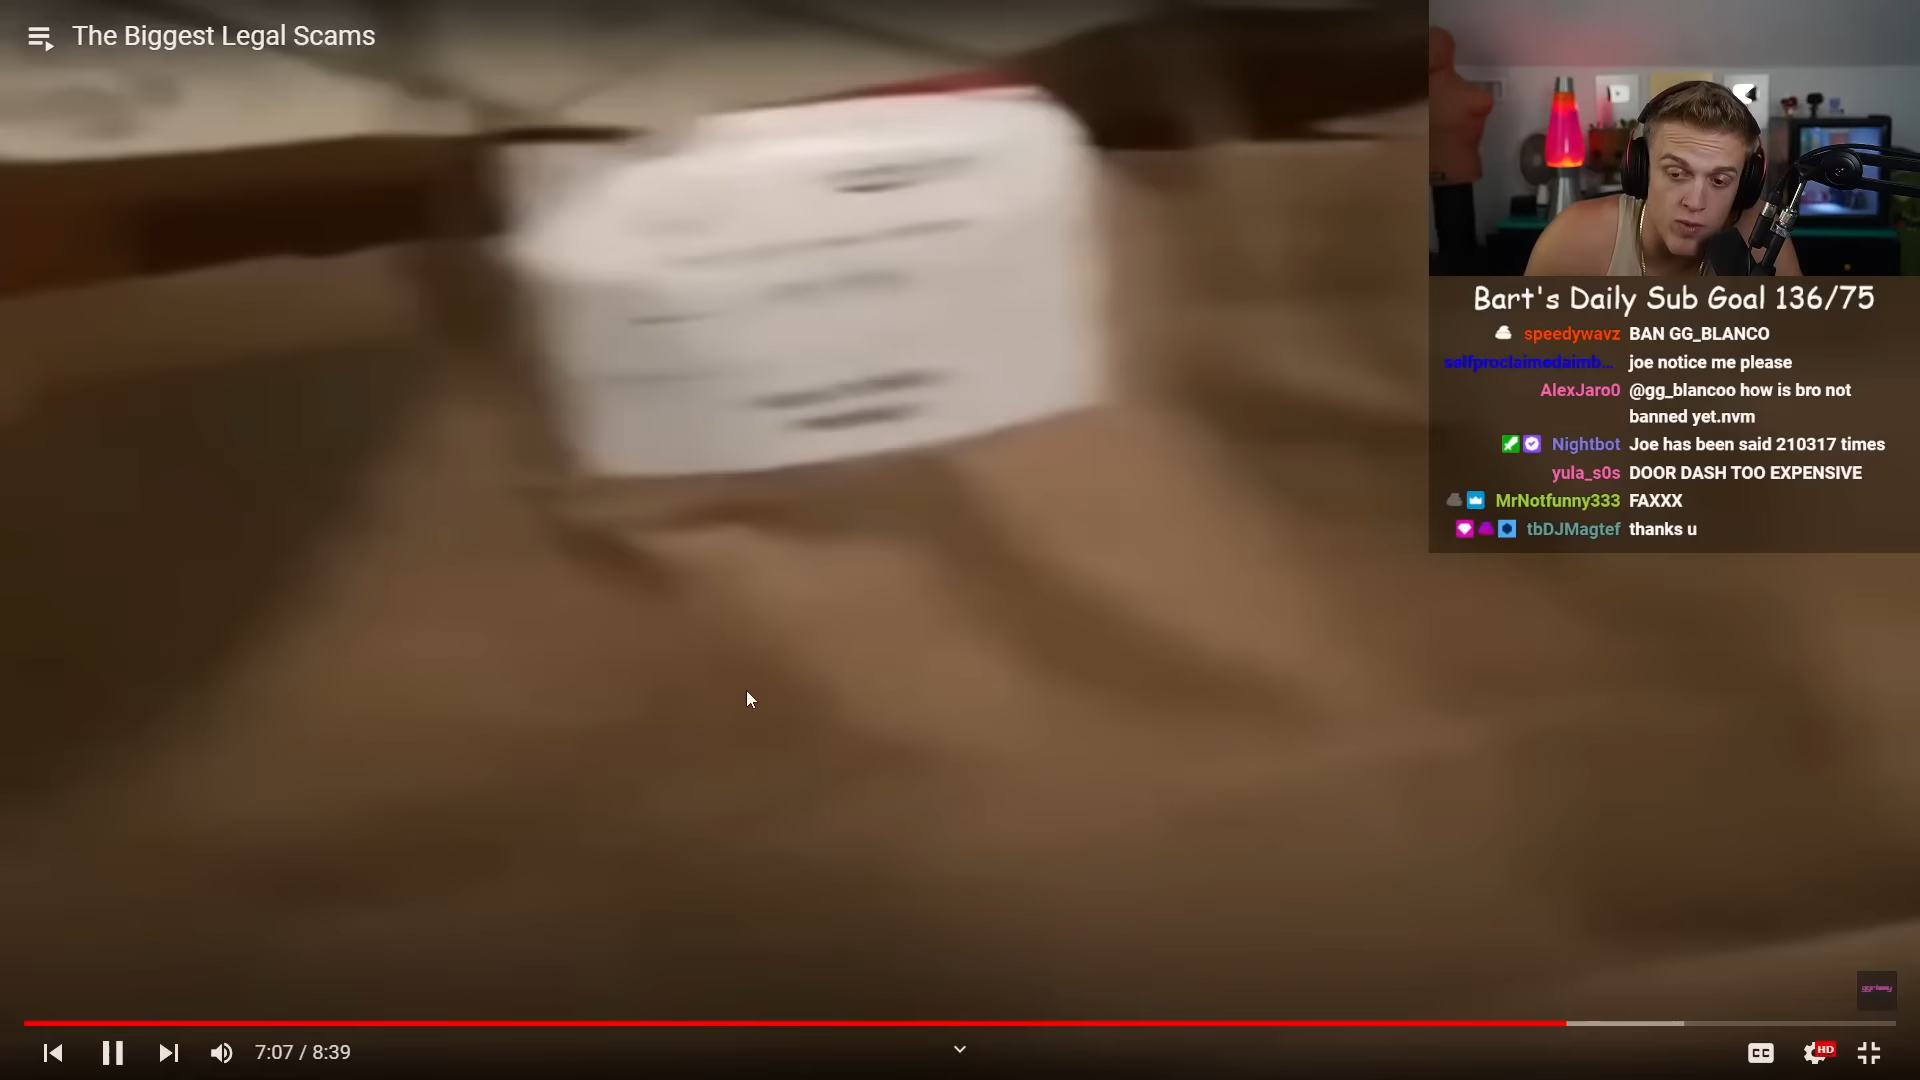 The Biggest Legal Scams
Bart's Daily Sub Goal 136/75
speedywavz BAN GG_BLANCO
selfproclaimedaimb... joe notice me please
AlexJaro0 @gg_blancoo how is bro not
banned yet.nvm
Nightbot Joe has been said 210317 times
yula_s0s DOOR DASH TOO EXPENSIVE
MrNotfunny333 FAXXX
tbDJMagtef thanks u
7:07 / 8:39
CC
HD